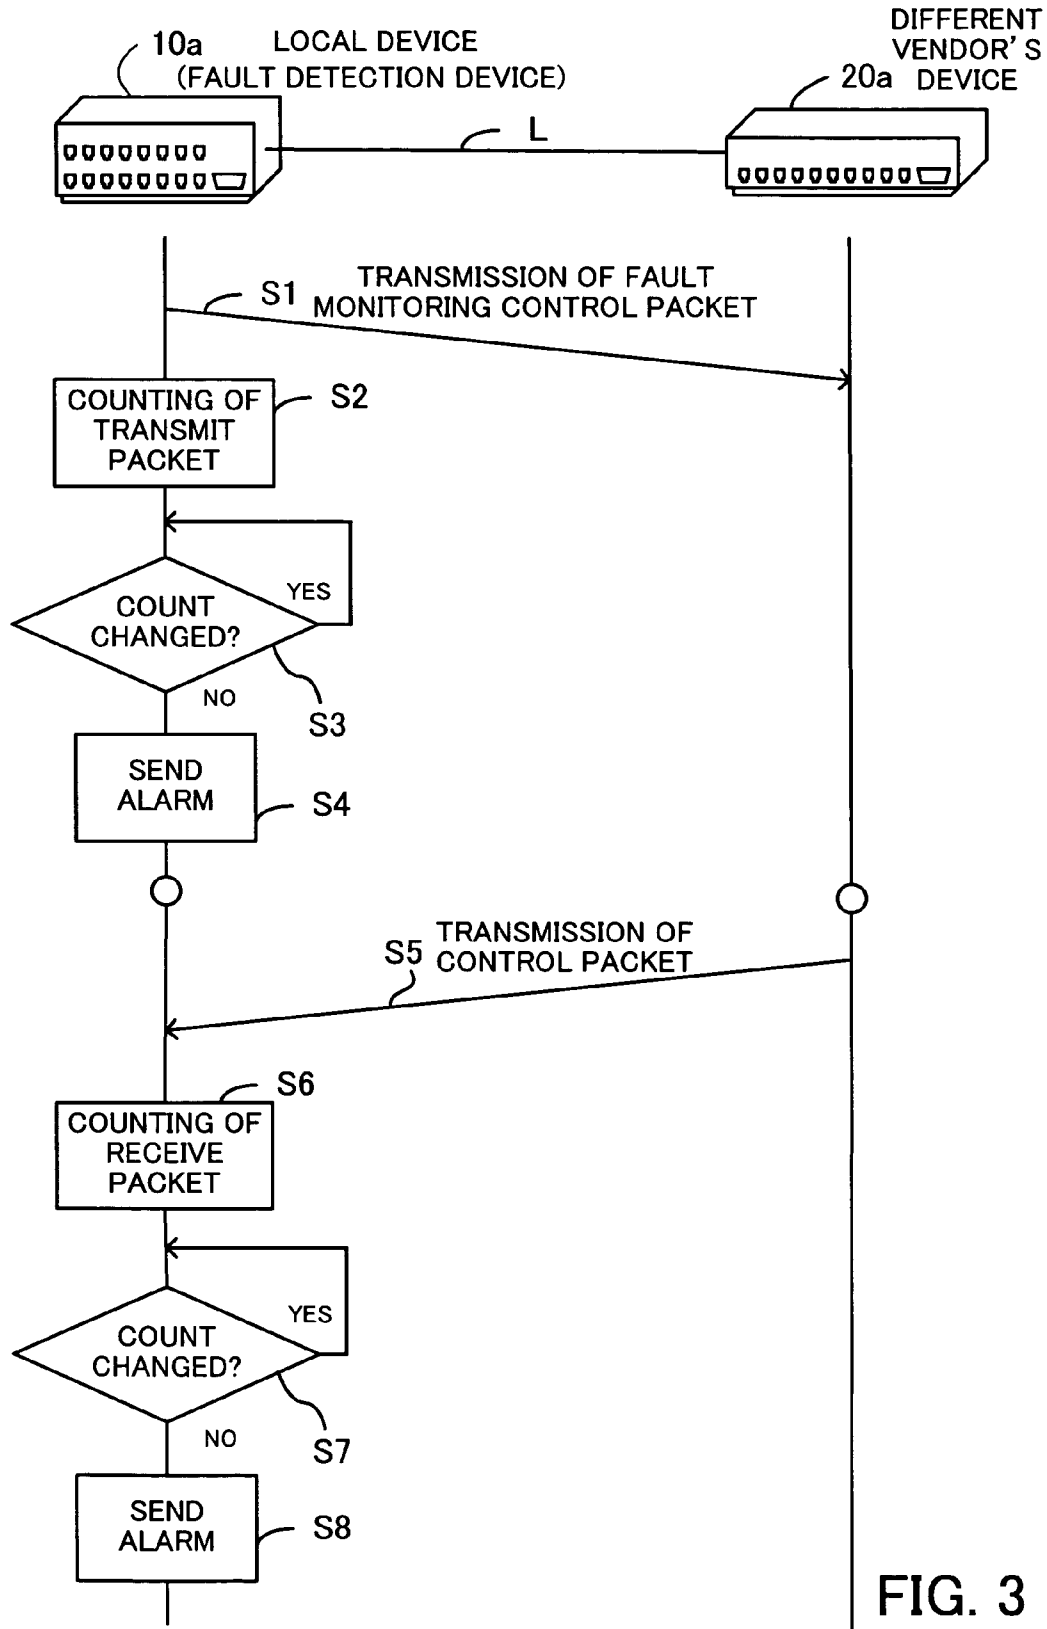 10a
LOCAL DEVICE
(FAULT DETECTION DEVICE)
DIFFERENT
VENDOR'S
DEVICE
20a
L
S1
TRANSMISSION OF FAULT
MONITORING CONTROL PACKET
COUNTING OF
TRANSMIT
PACKET
S2
YES
COUNT
CHANGED?
NO
S3
SEND
ALARM
S4
TRANSMISSION OF
CONTROL PACKET
S5
S6
COUNTING OF
RECEIVE
PACKET
YES
COUNT
CHANGED?
NO
S7
SEND
ALARM
S8
FIG. 3